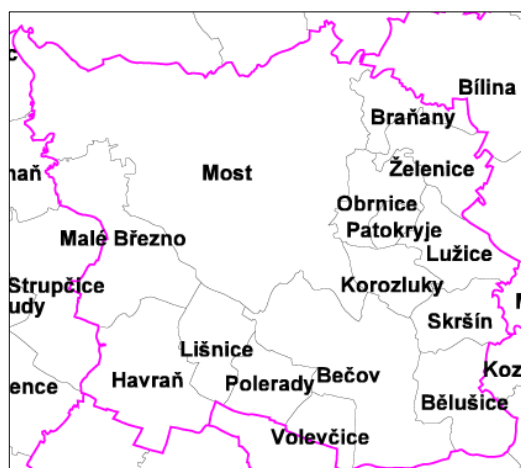 Bílina
Braňany
Most
Želenice
Obrnice
Patokryje
Malé Březno
Lužice
Strupčice
Korozluky
Skršín
Lišnice
Havraň
Polerady
Bečov
Bělušice
Volevčice